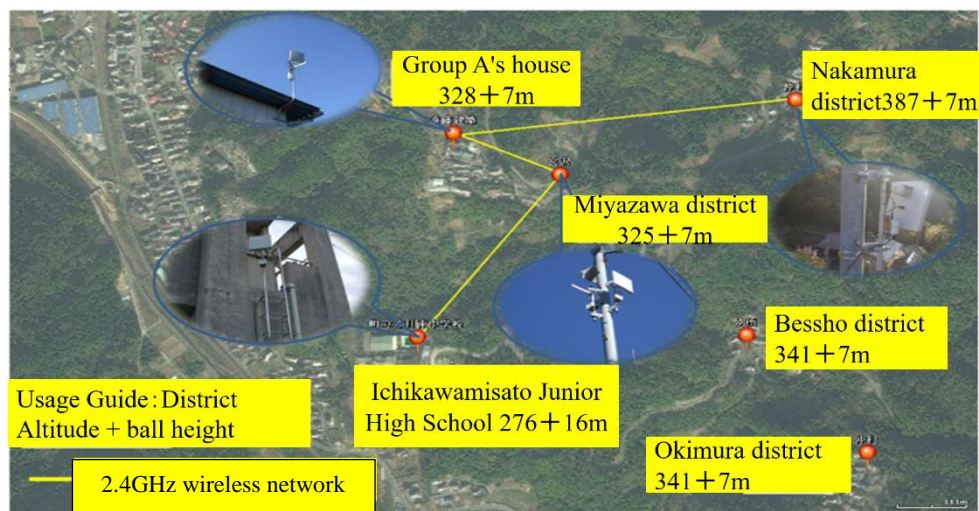 Group A's house
328＋7m
Nakamura
district387＋7m
Miyazawa district
325＋7m
Bessho district
341＋7m
Ichikawamisato Junior
High School 276＋16m
Usage Guide：District
Altitude + ball height
Okimura district
341＋7m
2.4GHz wireless network